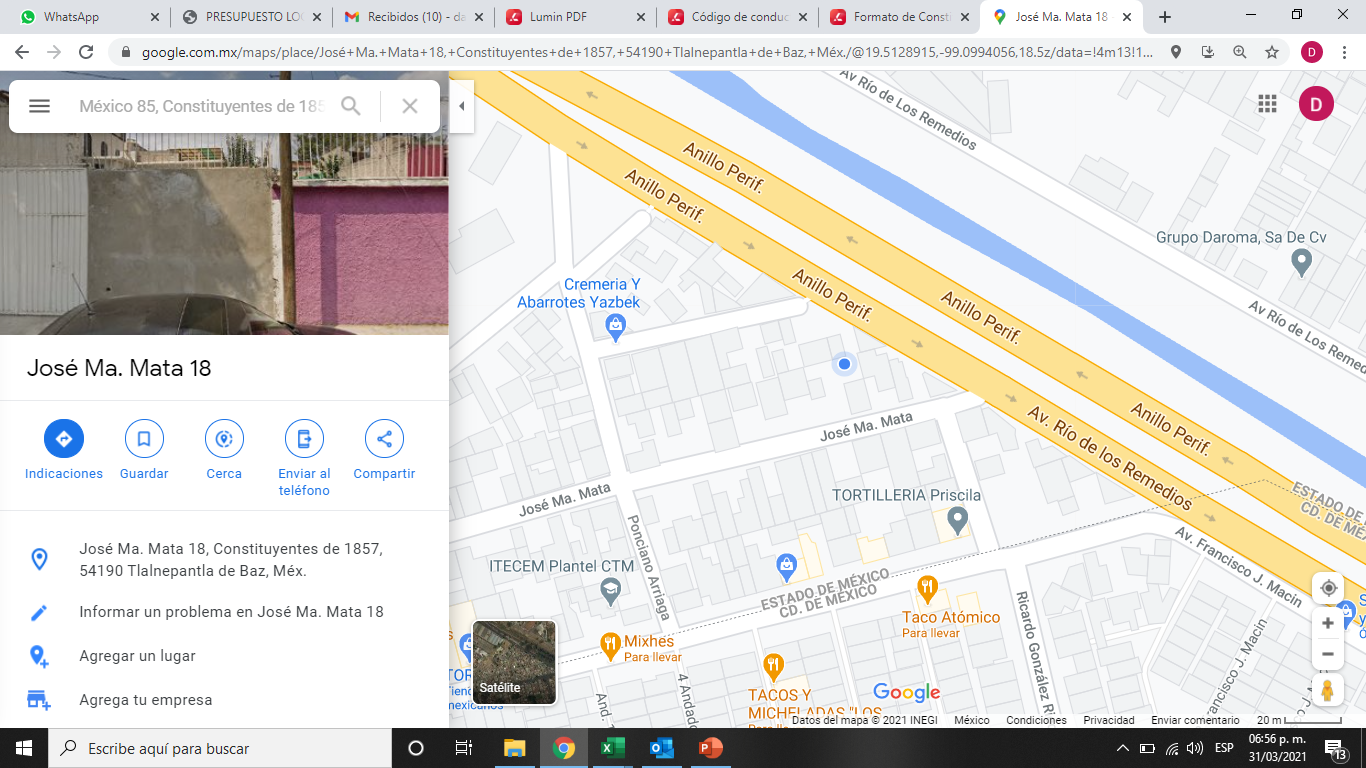 WhatsApp
PRESUPUESTO LO
Recibidos (10) - da
Lumin PDF
Código de conduc
Formato de Const
José Ma. Mata 18
google.com.mx/maps/place/José+Ma.+Mata+18,+Constituyentes+de+1857,+54190+Tlalnepantla+de+Baz,+Méx./@19.5128915,-99.0994056,18.5z/data=!4m13!1...
D
México 85, Constituyentes de 185
D
José Ma. Mata 18
Indicaciones
Guardar
Cerca
Enviar al
teléfono
Compartir
José Ma. Mata 18, Constituyentes de 1857,
54190 Tlalnepantla de Baz, Méx.
Informar un problema en José Ma. Mata 18
Agregar un lugar
Agrega tu empresa
Av Río de Los Remedios
Anillo Perif.
Anillo Perif.
Grupo Daroma, Sa De Cv
Cremeria Y
Abarrotes Yazbek
Anillo Perif.
Anillo Perif.
Av Río de Los Remedios
José Ma. Mata
Av. Río de los Remedios
Anillo Perif.
José Ma. Mata
TORTILLERIA Priscila
ESTADO DE
CD. DE MÉX
Ponciano Arriaga
ITECEM Plantel CTM
ESTADO DE MÉXICO
CD. DE MÉXICO
Av. Francisco J. Macin
Taco Atómico
Para llevar
Ricardo González R
Mixhes
Para llevar
Francisco J. Macin
Satélite
And.
4 Andado
TACOS Y
MICHELADAS "LOS
Google
Datos del mapa © 2021 INEGI
México
Condiciones
Privacidad
Enviar comentario
20 m
Escribe aquí para buscar
ESP
06:56 p. m.
31/03/2021
13